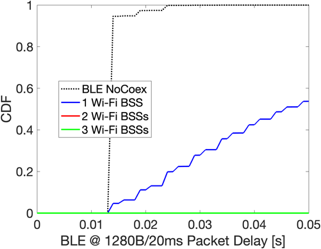 1
0.8
0.6
0.4
0.2
0
CDF
BLE NoCoex
1 Wi-Fi BSS
2 Wi-Fi BSSs
3 Wi-Fi BSSs
0 0.01 0.02 0.03 0.04 0.05
BLE @ 1280B/20ms Packet Delay [s]